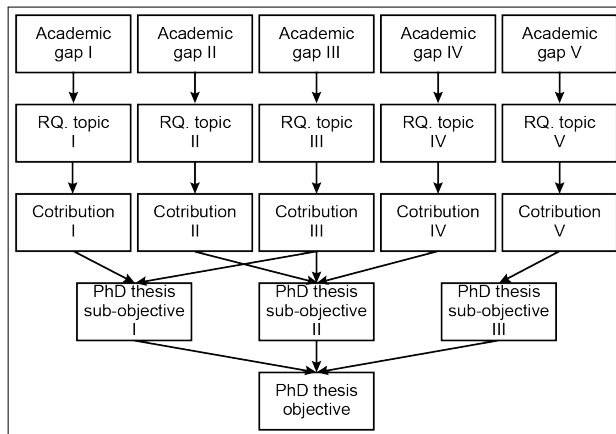 Academic
gap I
Academic
gap II
Academic
gap III
Academic
gap IV
Academic
gap V
RQ. topic
I
RQ. topic
II
RQ. topic
III
RQ. topic
IV
RQ. topic
V
Cotribution
I
Cotribution
II
Cotribution
III
Cotribution
IV
Cotribution
V
PhD thesis
sub-objective
I
PhD thesis
sub-objective
II
PhD thesis
sub-objective
III
PhD thesis
objective